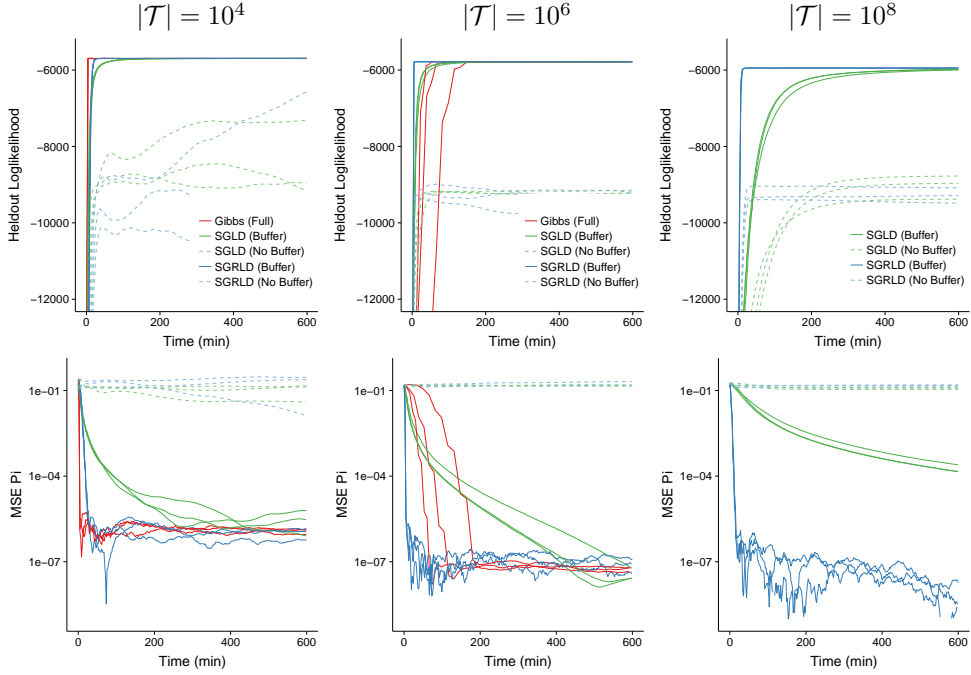 |𝒯| = 10^4
|𝒯| = 10^6
|𝒯| = 10^8
Heldout Loglikelihood
−6000
−8000
−10000
−12000
Gibbs (Full)
SGLD (Buffer)
SGLD (No Buffer)
SGRLD (Buffer)
SGRLD (No Buffer)
0 200 400 600
Time (min)
Heldout Loglikelihood
−6000
−8000
−10000
−12000
Gibbs (Full)
SGLD (Buffer)
SGLD (No Buffer)
SGRLD (Buffer)
SGRLD (No Buffer)
0 200 400 600
Time (min)
Heldout Loglikelihood
−6000
−8000
−10000
−12000
SGLD (Buffer)
SGLD (No Buffer)
SGRLD (Buffer)
SGRLD (No Buffer)
0 200 400 600
Time (min)
MSE Pi
1e−01
1e−04
1e−07
0 200 400 600
Time (min)
MSE Pi
1e−01
1e−04
1e−07
0 200 400 600
Time (min)
MSE Pi
1e−01
1e−04
1e−07
0 200 400 600
Time (min)